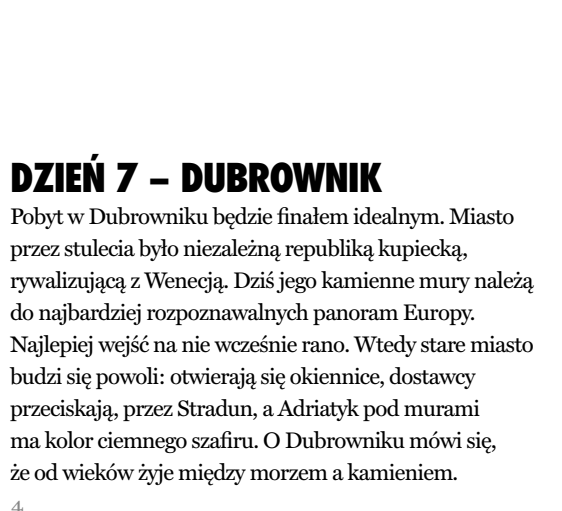 DZIEŃ 7 – DUBROWNIK
Pobyt w Dubrowniku będzie finałem idealnym. Miasto
przez stulecia było niezależną republiką kupiecką,
rywalizującą z Wenecją. Dziś jego kamienne mury należą
do najbardziej rozpoznawalnych panoram Europy.
Najlepiej wejść na nie wcześnie rano. Wtedy stare miasto
budzi się powoli: otwierają się okiennice, dostawcy
przeciskają, przez Stradun, a Adriatyk pod murami
ma kolor ciemnego szafiru. O Dubrowniku mówi się,
że od wieków żyje między morzem a kamieniem.
4.